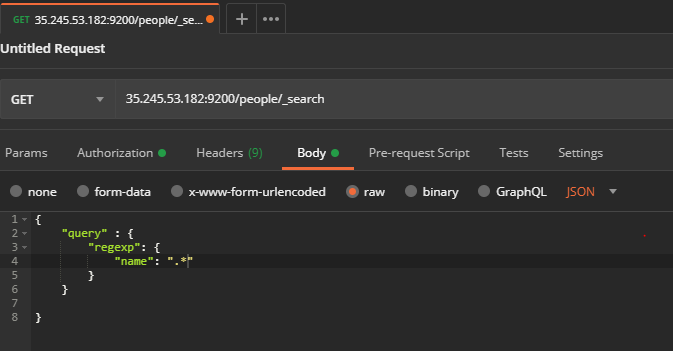 GET 35.245.53.182:9200/people/_se... + •••
Untitled Request
GET 35.245.53.182:9200/people/_search
Params Authorization Headers (9) Body Pre-request Script Tests Settings
none form-data x-www-form-urlencoded raw binary GraphQL JSON
1 {
2 "query" : {
3 "regexp": {
4 "name": ".*"
5 }
6 }
7
8 }